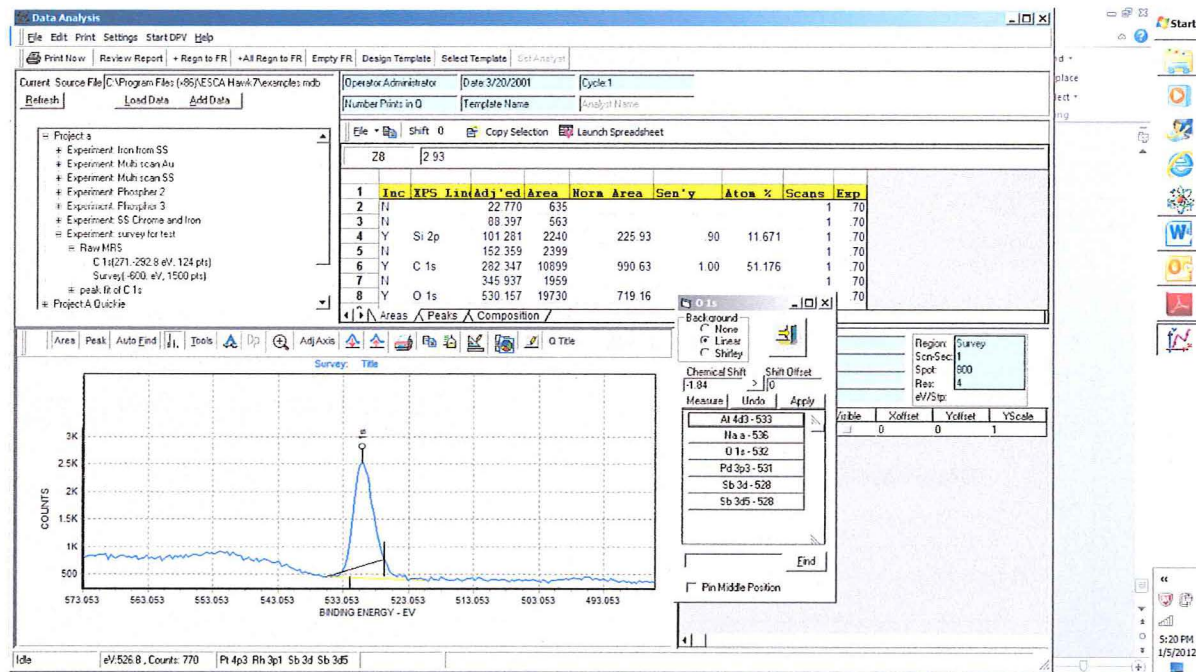 Data Analysis
File Edit Print Settings Start DPV Help
Print Now Review Report + Regn to FR +All Regn to FR Empty FR Design Template Select Template
Current Source File C:\Program Files (x86)\ESCA Hawk 7\examples.mdb
Refresh Load Data Add Data
Project a
Experiment: Iron from SS
Experiment: Multi scan Au
Experiment: Multi scan SS
Experiment: Phospher 2
Experiment: Phospher 3
Experiment: SS Chrome and Iron
Experiment: survey for test
Raw MRS
C 1s(271.-292.8 eV, 124 pts)
Survey( -600. eV, 1500 pts)
peak fit of C 1s
Project A Quickie
Operator Administrator Date 3/20/2001 Cycle 1
Number Prints in Q Template Name Analyst Name
File Shift 0 Copy Selection Launch Spreadsheet
Z8 2.93
1 Inc XPS Line Adj'ed Area Norm Area Sen'y Atom % Scans Exp
2 N 22.770 635 1 .70
3 N 88.397 563 1 .70
4 Y Si 2p 101.281 2240 225.93 .90 11.671 1 .70
5 N 152.359 2399 1 .70
6 Y C 1s 282.347 10899 990.63 1.00 51.176 1 .70
7 N 345.937 1959 1 .70
8 Y O 1s 530.157 19730 719.16 .70
Areas Peaks Composition
Area Peak Auto Find Tools Dp Adj Axis Q Title
Survey: Title
O 1s
3K
2.5K
2K
1.5K
1K
500
COUNTS
573.053 563.053 553.053 543.053 533.053 523.053 513.053 503.053 493.053
BINDING ENERGY - EV
Idle eV:526.8 , Counts: 770 Pt 4p3 Rh 3p1 Sb 3d Sb 3d5
O 1s
Background
None
Linear
Shirley
Chemical Shift Shift Offset
-1.84 > 0
Measure Undo Apply
At 4d3 - 533
Na a - 536
O 1s - 532
Pd 3p3 - 531
Sb 3d - 528
Sb 3d5 - 528
Find
Pin Middle Position
Region: Survey
Scn-Sec: 1
Spot: 800
Res: 4
eV/Stp:
Visible Xoffset Yoffset YScale
0 0 1
Start
5:20 PM
1/5/2012